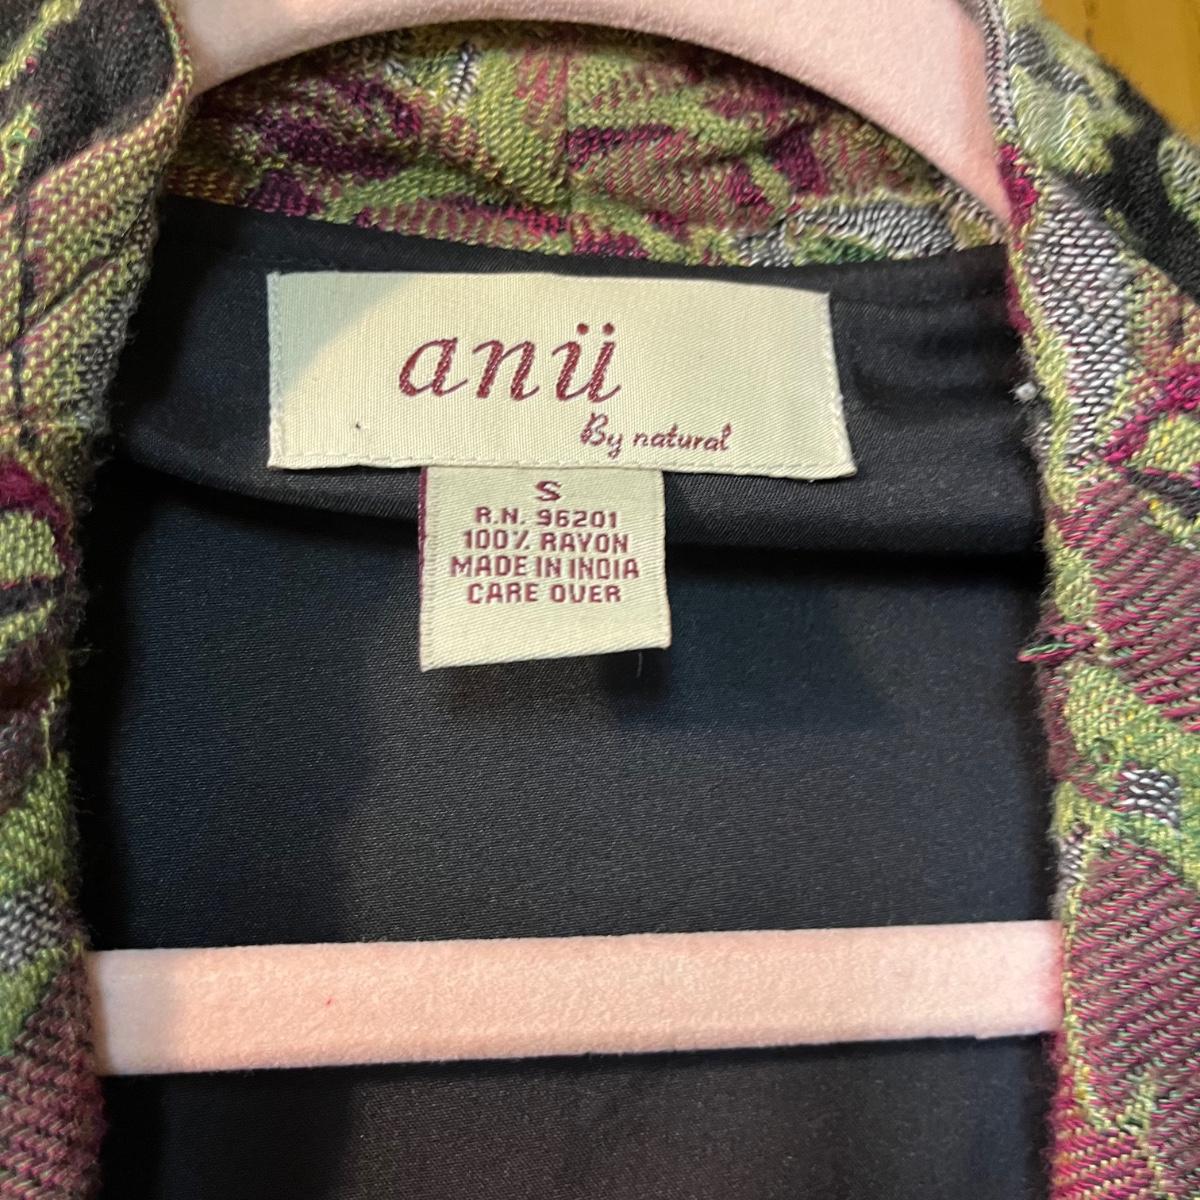 anü
By natural
S
R.N. 96201
100% RAYON
MADE IN INDIA
CARE OVER